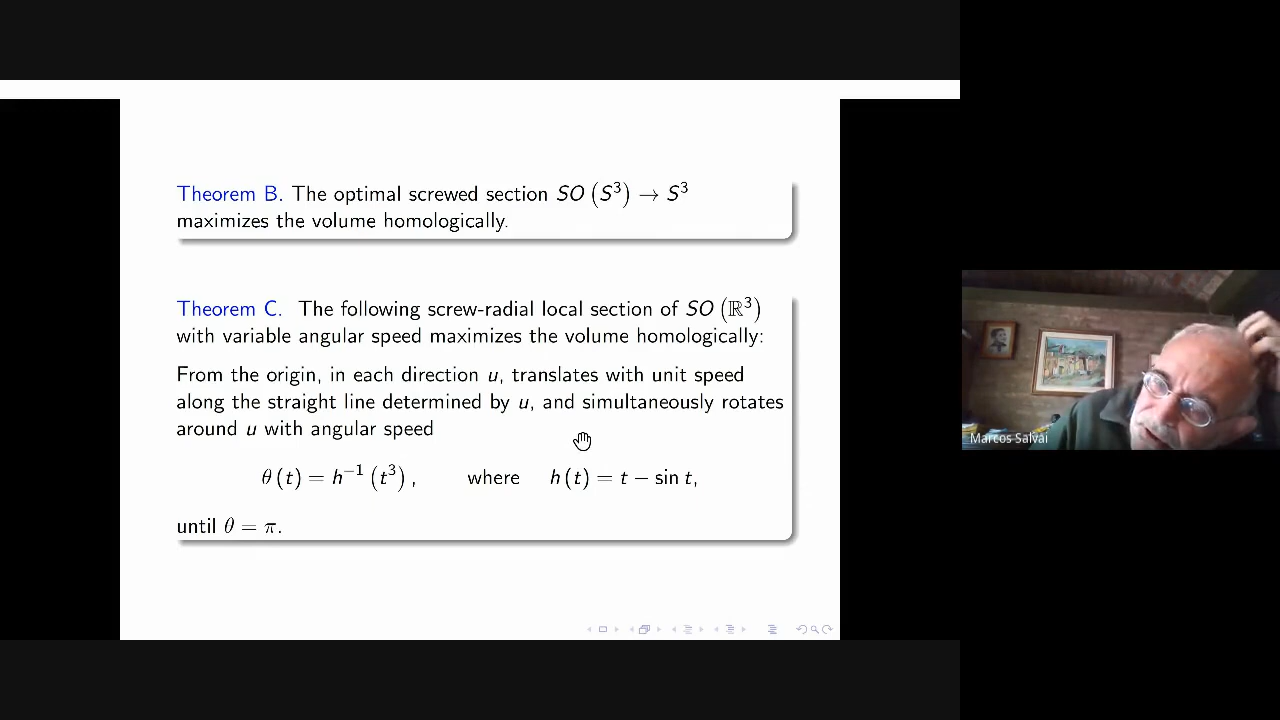 Theorem B. The optimal screwed section SO (S³) → S³
maximizes the volume homologically.
Theorem C. The following screw-radial local section of SO (ℝ³)
with variable angular speed maximizes the volume homologically:
From the origin, in each direction u, translates with unit speed
along the straight line determined by u, and simultaneously rotates
around u with angular speed
θ (t) = h⁻¹ (t³) , where h (t) = t − sin t,
until θ = π.
Marcos Salvai